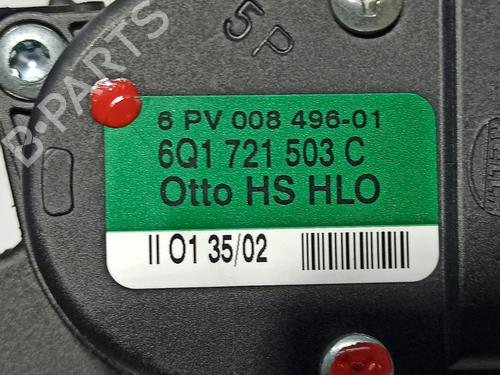 5P
B-PARTS
6 PV 008 496-01
6Q1 721 503 C
Otto HS HLO
II O1 35/02